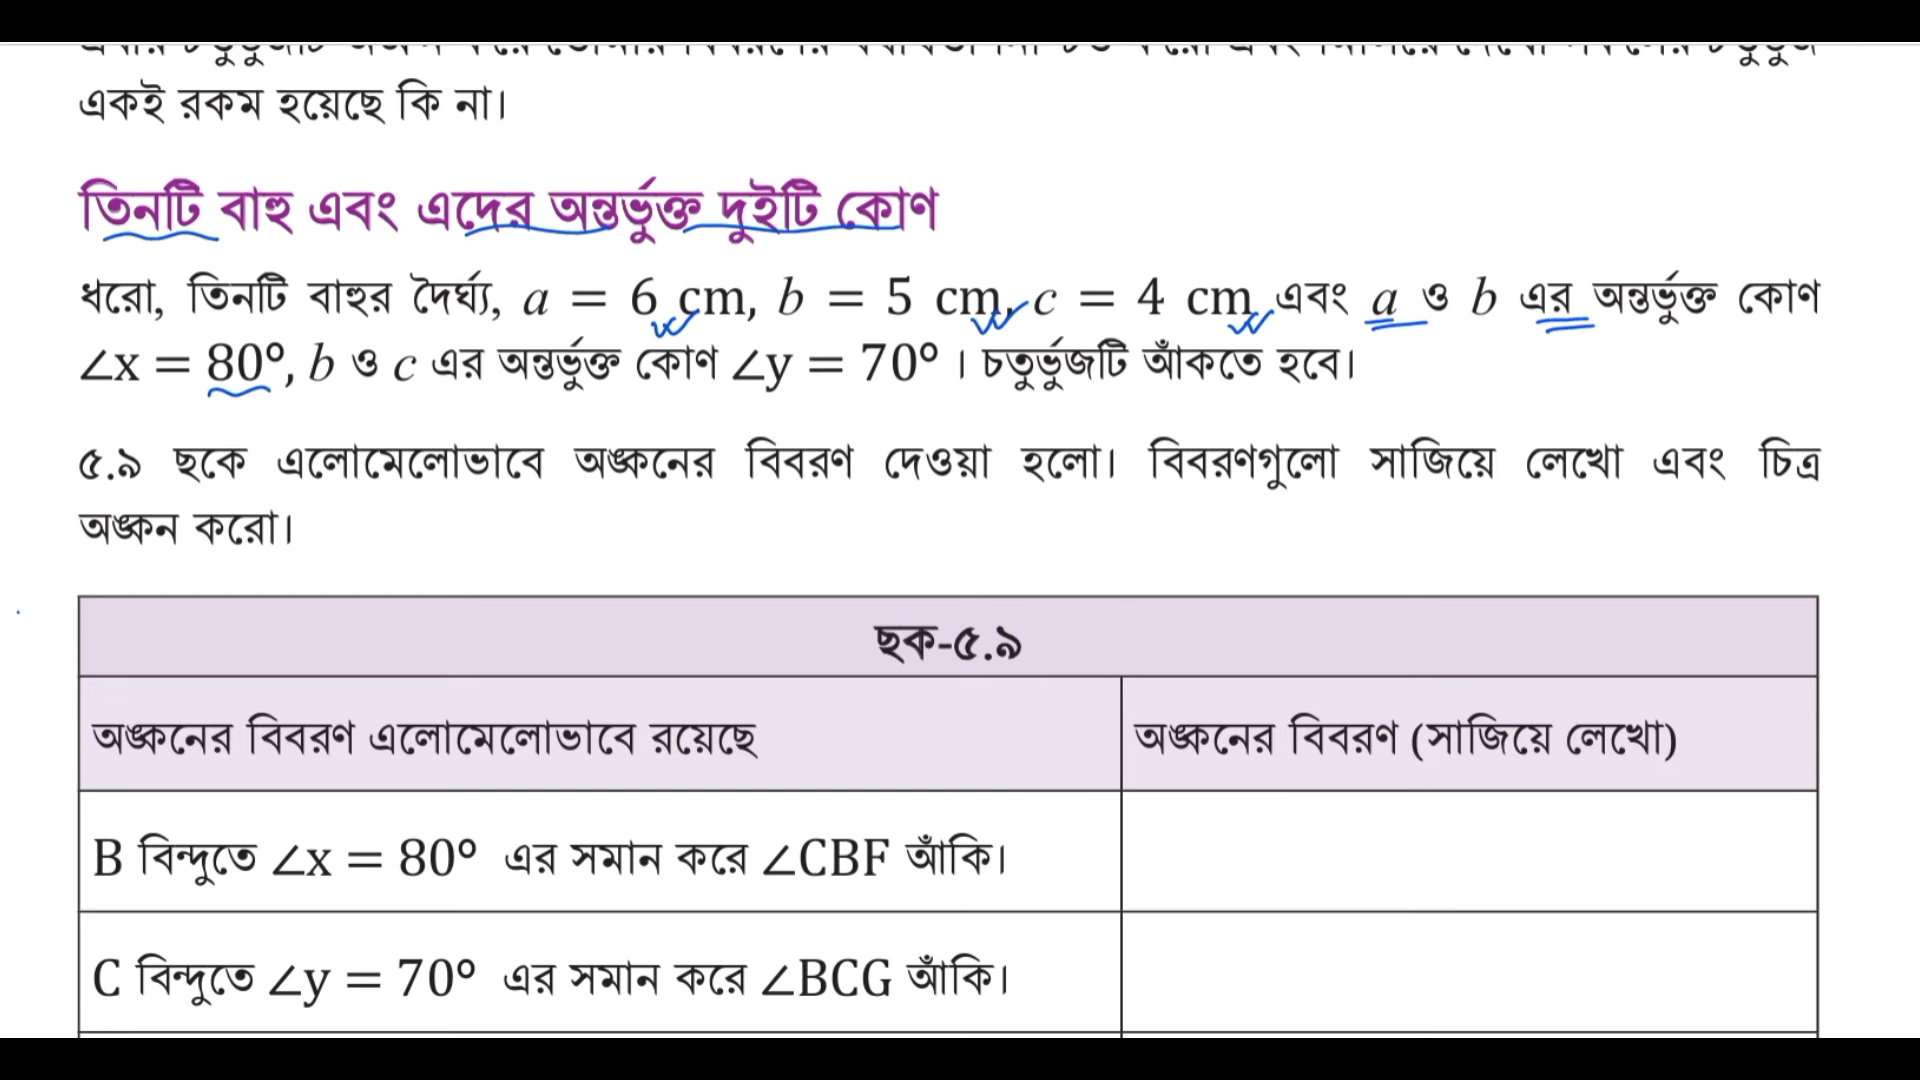 একই রকম হয়েছে কি না।
তিনটি বাহু এবং এদের অন্তর্ভুক্ত দুইটি কোণ
ধরো, তিনটি বাহুর দৈর্ঘ্য, a = 6 cm, b = 5 cm, c = 4 cm এবং a ও b এর অন্তর্ভুক্ত কোণ
∠x = 80°, b ও c এর অন্তর্ভুক্ত কোণ ∠y = 70° । চতুর্ভুজটি আঁকতে হবে।
৫.৯ ছকে এলোমেলোভাবে অঙ্কনের বিবরণ দেওয়া হলো। বিবরণগুলো সাজিয়ে লেখো এবং চিত্র
অঙ্কন করো।
ছক-৫.৯
অঙ্কনের বিবরণ এলোমেলোভাবে রয়েছে
অঙ্কনের বিবরণ (সাজিয়ে লেখো)
B বিন্দুতে ∠x = 80° এর সমান করে ∠CBF আঁকি।
C বিন্দুতে ∠y = 70° এর সমান করে ∠BCG আঁকি।